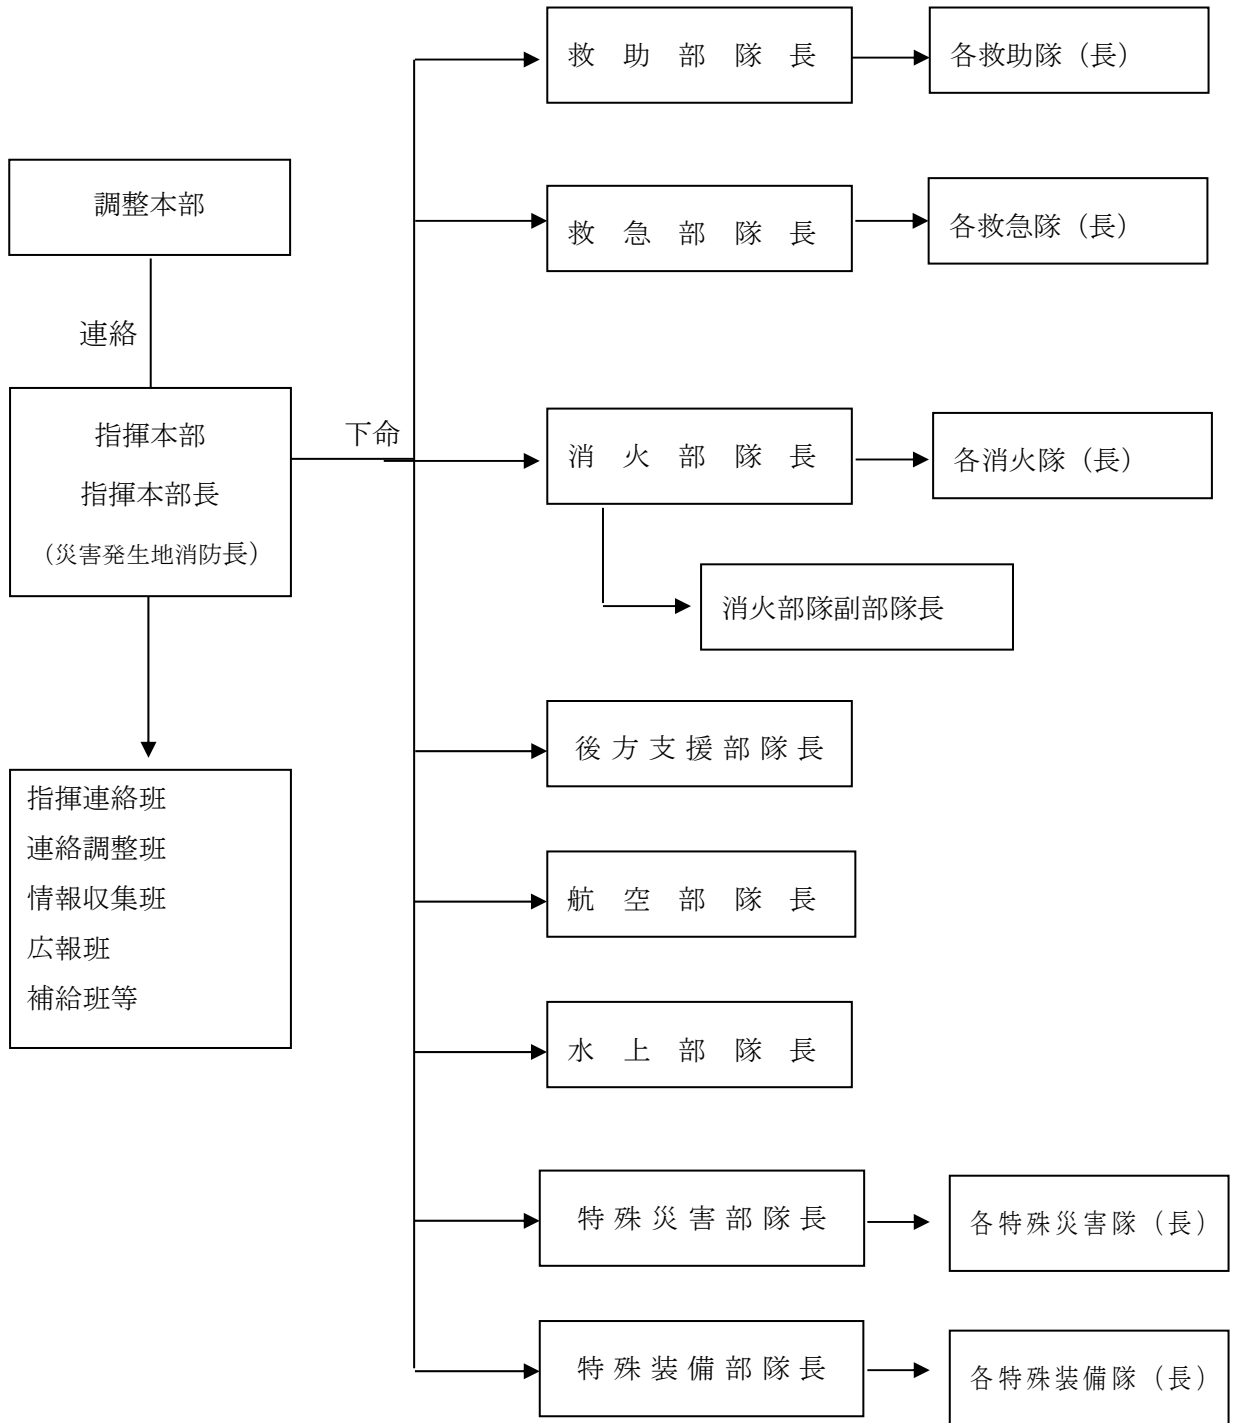 救助部隊長
各救助隊（長）
調整本部
救急部隊長
各救急隊（長）
連絡
指揮本部
指揮本部長
（災害発生地消防長）
下命
消火部隊長
各消火隊（長）
消火部隊副部隊長
後方支援部隊長
指揮連絡班
連絡調整班
情報収集班
広報班
補給班等
航空部隊長
水上部隊長
特殊災害部隊長
各特殊災害隊（長）
特殊装備部隊長
各特殊装備隊（長）